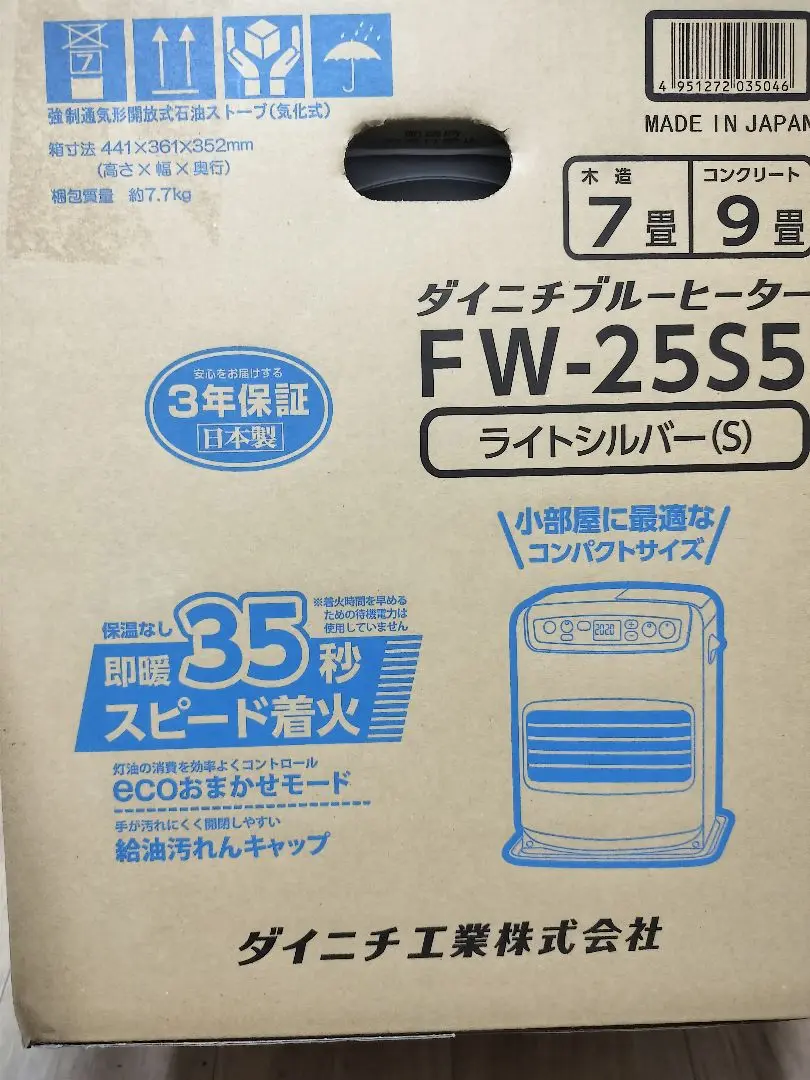 7
強制通気形開放式石油ストーブ(気化式)
箱寸法 441×361×352mm
(高さ×幅×奥行)
梱包質量 約7.7kg
4 951272 035046
MADE IN JAPAN
木造
7畳
コンクリート
9畳
ダイニチブルーヒーター
FW-25S5
ライトシルバー(S)
安心をお届けする
3年保証
日本製
小部屋に最適な
コンパクトサイズ
2020
保温なし
即暖35秒
スピード着火
※着火時間を早める
ための待機電力は
使用していません
灯油の消費を効率よくコントロール
ecoおまかせモード
手が汚れにくく開閉しやすい
給油汚れんキャップ
ダイニチ工業株式会社